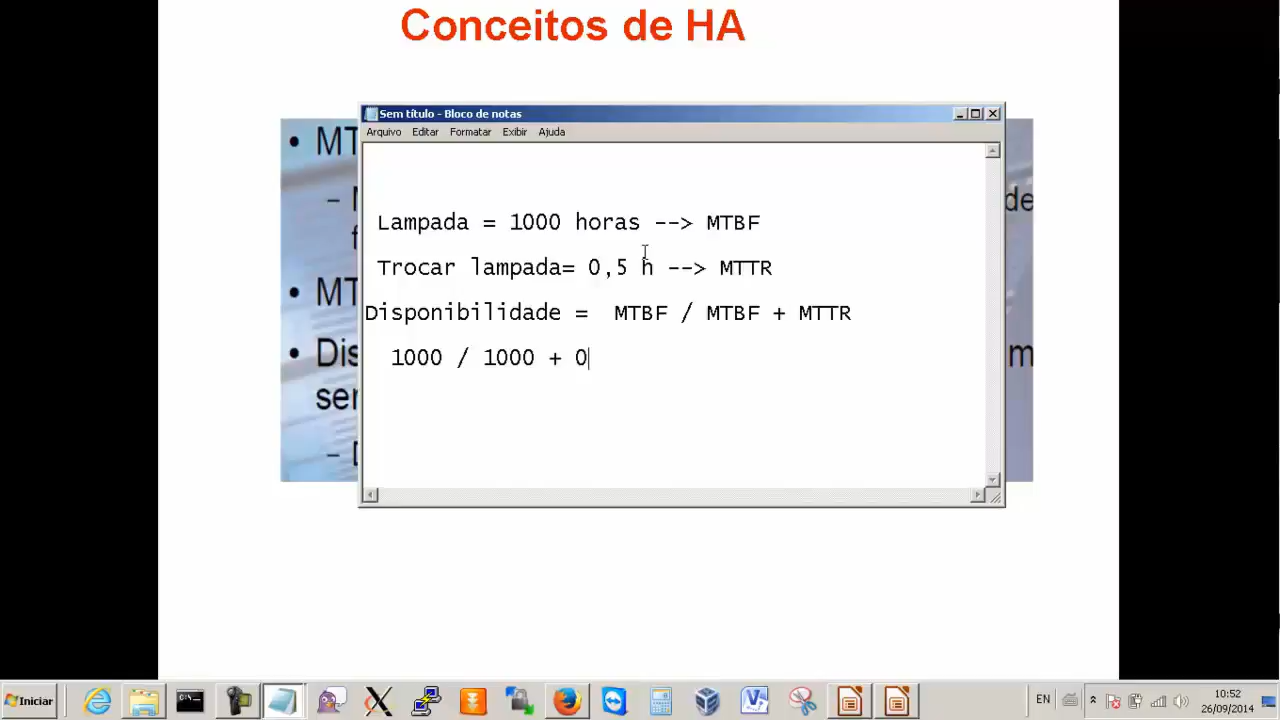 Conceitos de HA
Sem título - Bloco de notas
Arquivo Editar Formatar Exibir Ajuda
Lampada = 1000 horas --> MTBF
Trocar lampada= 0,5 h --> MTTR
Disponibilidade = MTBF / MTBF + MTTR
1000 / 1000 + 0
de
Iniciar
EN
10:52
26/09/2014